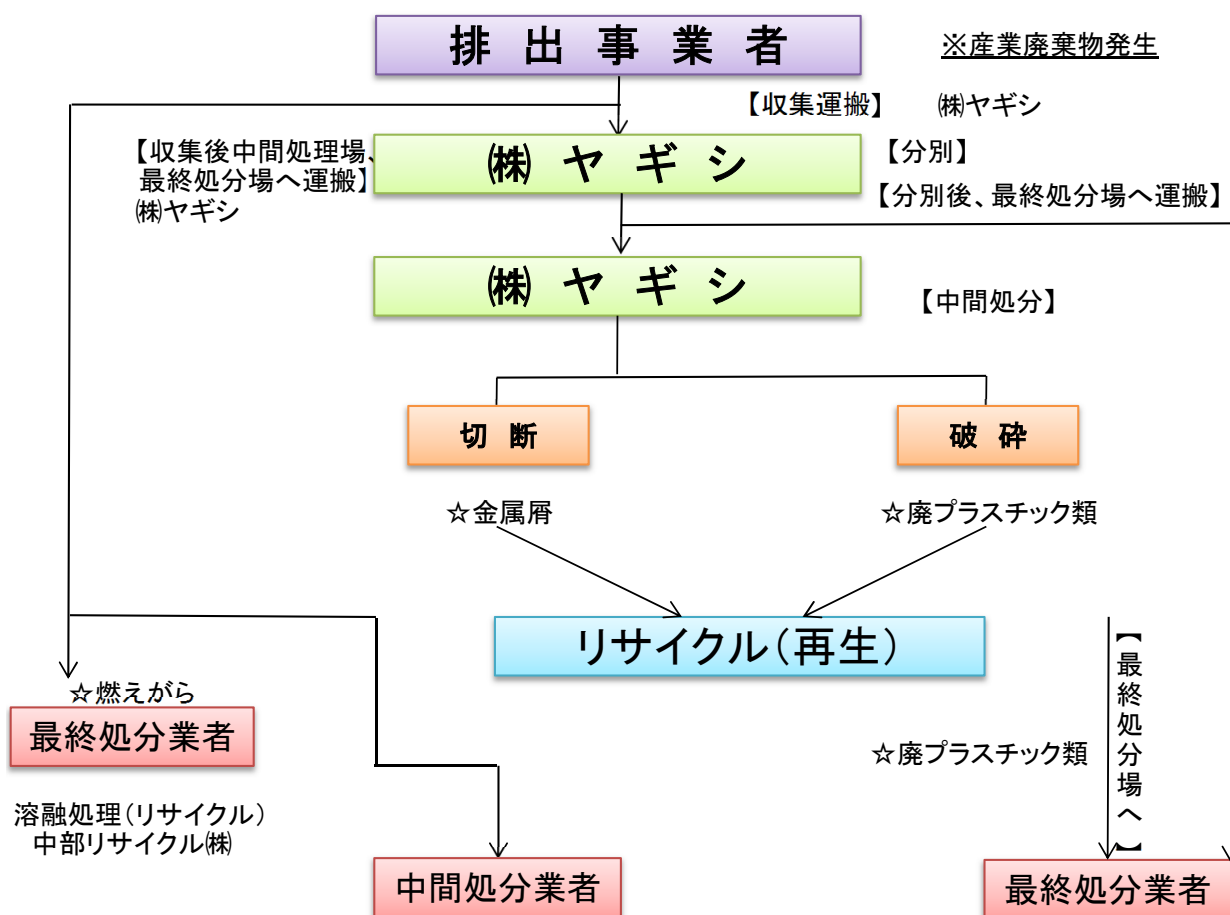 排出事業者
※産業廃棄物発生
【収集運搬】 ㈱ヤギシ
【収集後中間処理場、
最終処分場へ運搬】
㈱ヤギシ
㈱ヤギシ
【分別】
【分別後、最終処分場へ運搬】
㈱ヤギシ
【中間処分】
切断
破砕
☆金属屑
☆廃プラスチック類
リサイクル(再生)
☆燃えがら
最終処分業者
溶融処理(リサイクル)
中部リサイクル㈱
中間処分業者
☆廃プラスチック類
【最終処分場へ】
最終処分業者